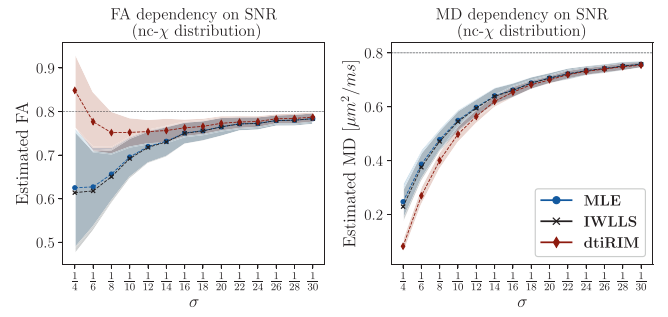 FA dependency on SNR
(nc-χ distribution)
Estimated FA
0.9
0.8
0.7
0.6
0.5
1/4 1/6 1/8 1/10 1/12 1/14 1/16 1/18 1/20 1/22 1/24 1/26 1/28 1/30
σ
MD dependency on SNR
(nc-χ distribution)
Estimated MD [μm²/ms]
0.8
0.6
0.4
0.2
MLE
IWLLS
dtiRIM
1/4 1/6 1/8 1/10 1/12 1/14 1/16 1/18 1/20 1/22 1/24 1/26 1/28 1/30
σ